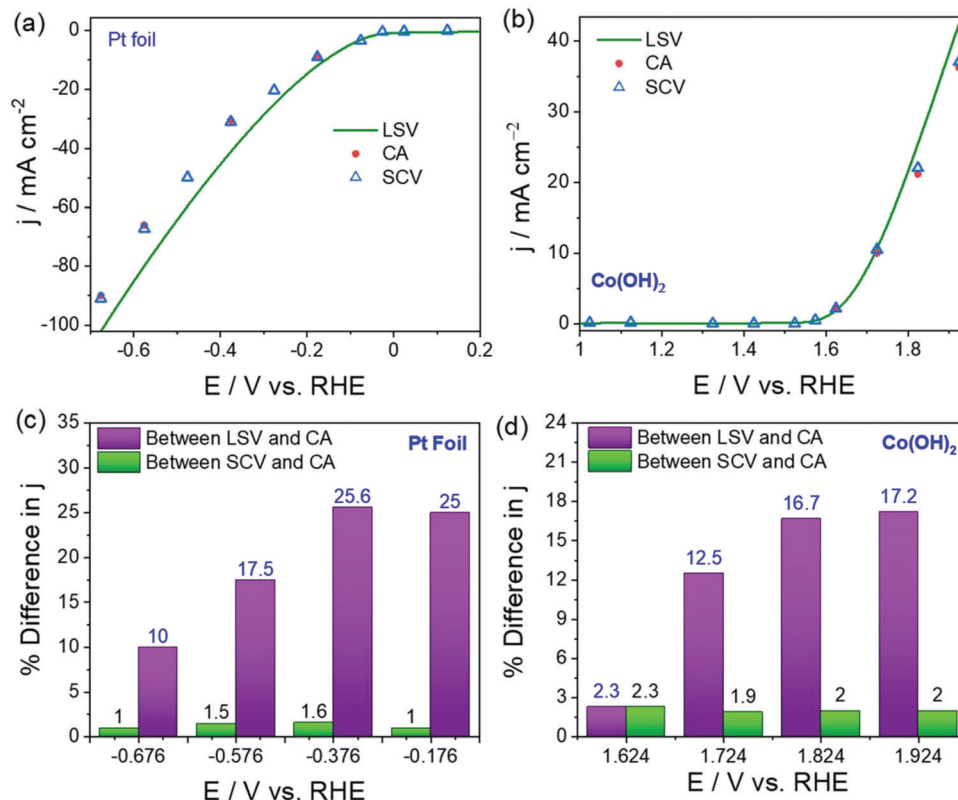 (a)
Pt foil
LSV
CA
SCV
0
-20
-40
-60
-80
-100
j / mA cm⁻²
-0.6 -0.4 -0.2 0 0.2
E / V vs. RHE
(b)
LSV
CA
SCV
Co(OH)₂
40
30
20
10
0
j / mA cm⁻²
1 1.2 1.4 1.6 1.8
E / V vs. RHE
(c)
Between LSV and CA
Between SCV and CA
Pt Foil
35
30
25
20
15
10
5
0
% Difference in j
1 10 1.5 17.5 1.6 25.6 1 25
-0.676 -0.576 -0.376 -0.176
E / V vs. RHE
(d)
Between LSV and CA
Between SCV and CA
Co(OH)₂
24
21
18
15
12
9
6
3
0
% Difference in j
2.3 2.3 12.5 1.9 16.7 2 17.2 2
1.624 1.724 1.824 1.924
E / V vs. RHE